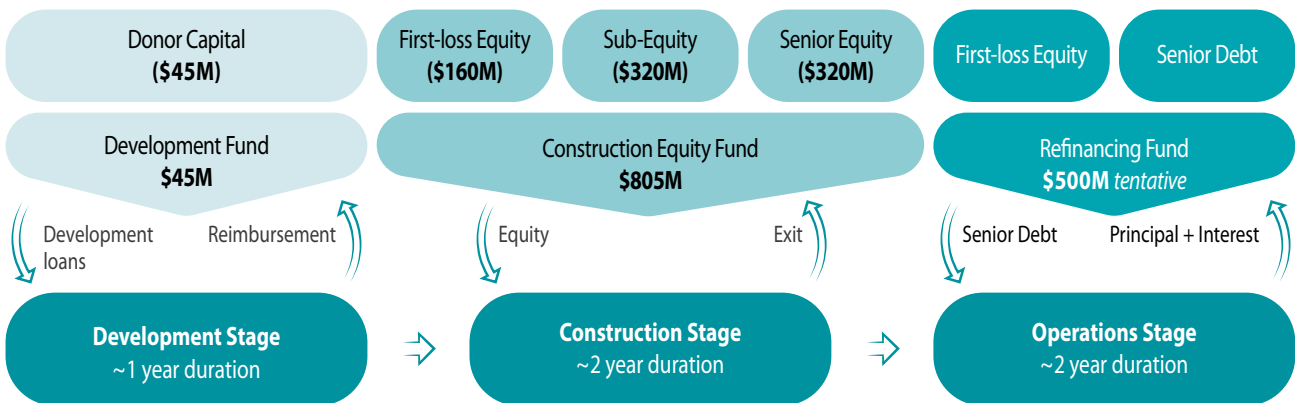 Donor Capital
($45M)
First-loss Equity
($160M)
Sub-Equity
($320M)
Senior Equity
($320M)
First-loss Equity
Senior Debt
Development Fund
$45M
Construction Equity Fund
$805M
Refinancing Fund
$500M tentative
Development
loans
Reimbursement
Equity
Exit
Senior Debt
Principal + Interest
Development Stage
~1 year duration
Construction Stage
~2 year duration
Operations Stage
~2 year duration